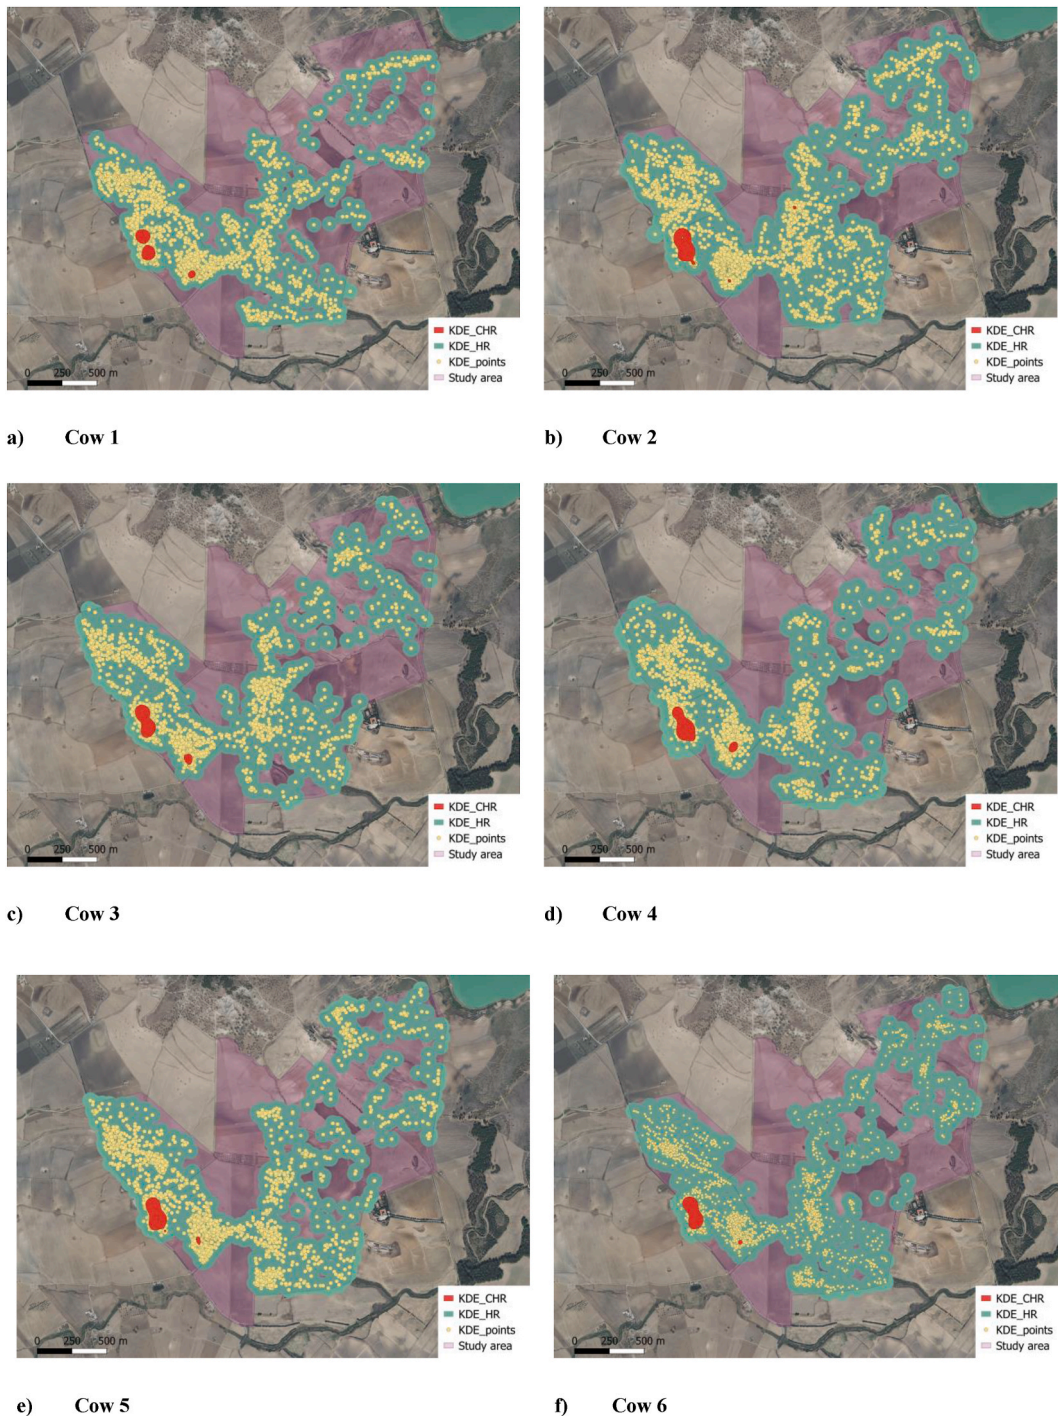 KDE_CHR
KDE_HR
KDE_points
Study area
0 250 500 m
KDE_CHR
KDE_HR
KDE_points
Study area
0 250 500 m
a) Cow 1
b) Cow 2
KDE_CHR
KDE_HR
KDE_points
Study area
0 250 500 m
KDE_CHR
KDE_HR
KDE_points
Study area
0 250 500 m
c) Cow 3
d) Cow 4
KDE_CHR
KDE_HR
KDE_points
Study area
0 250 500 m
KDE_CHR
KDE_HR
KDE_points
Study area
0 250 500 m
e) Cow 5
f) Cow 6